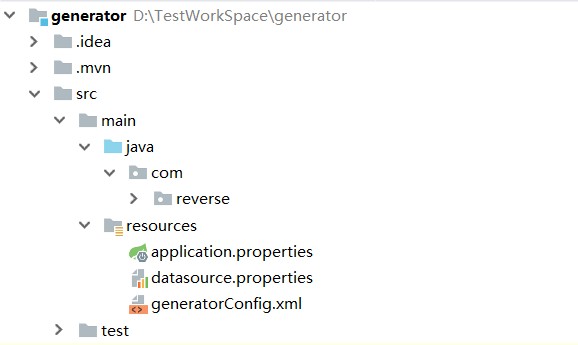 generator D:\TestWorkSpace\generator
.idea
.mvn
src
main
java
com
reverse
resources
application.properties
datasource.properties
generatorConfig.xml
test